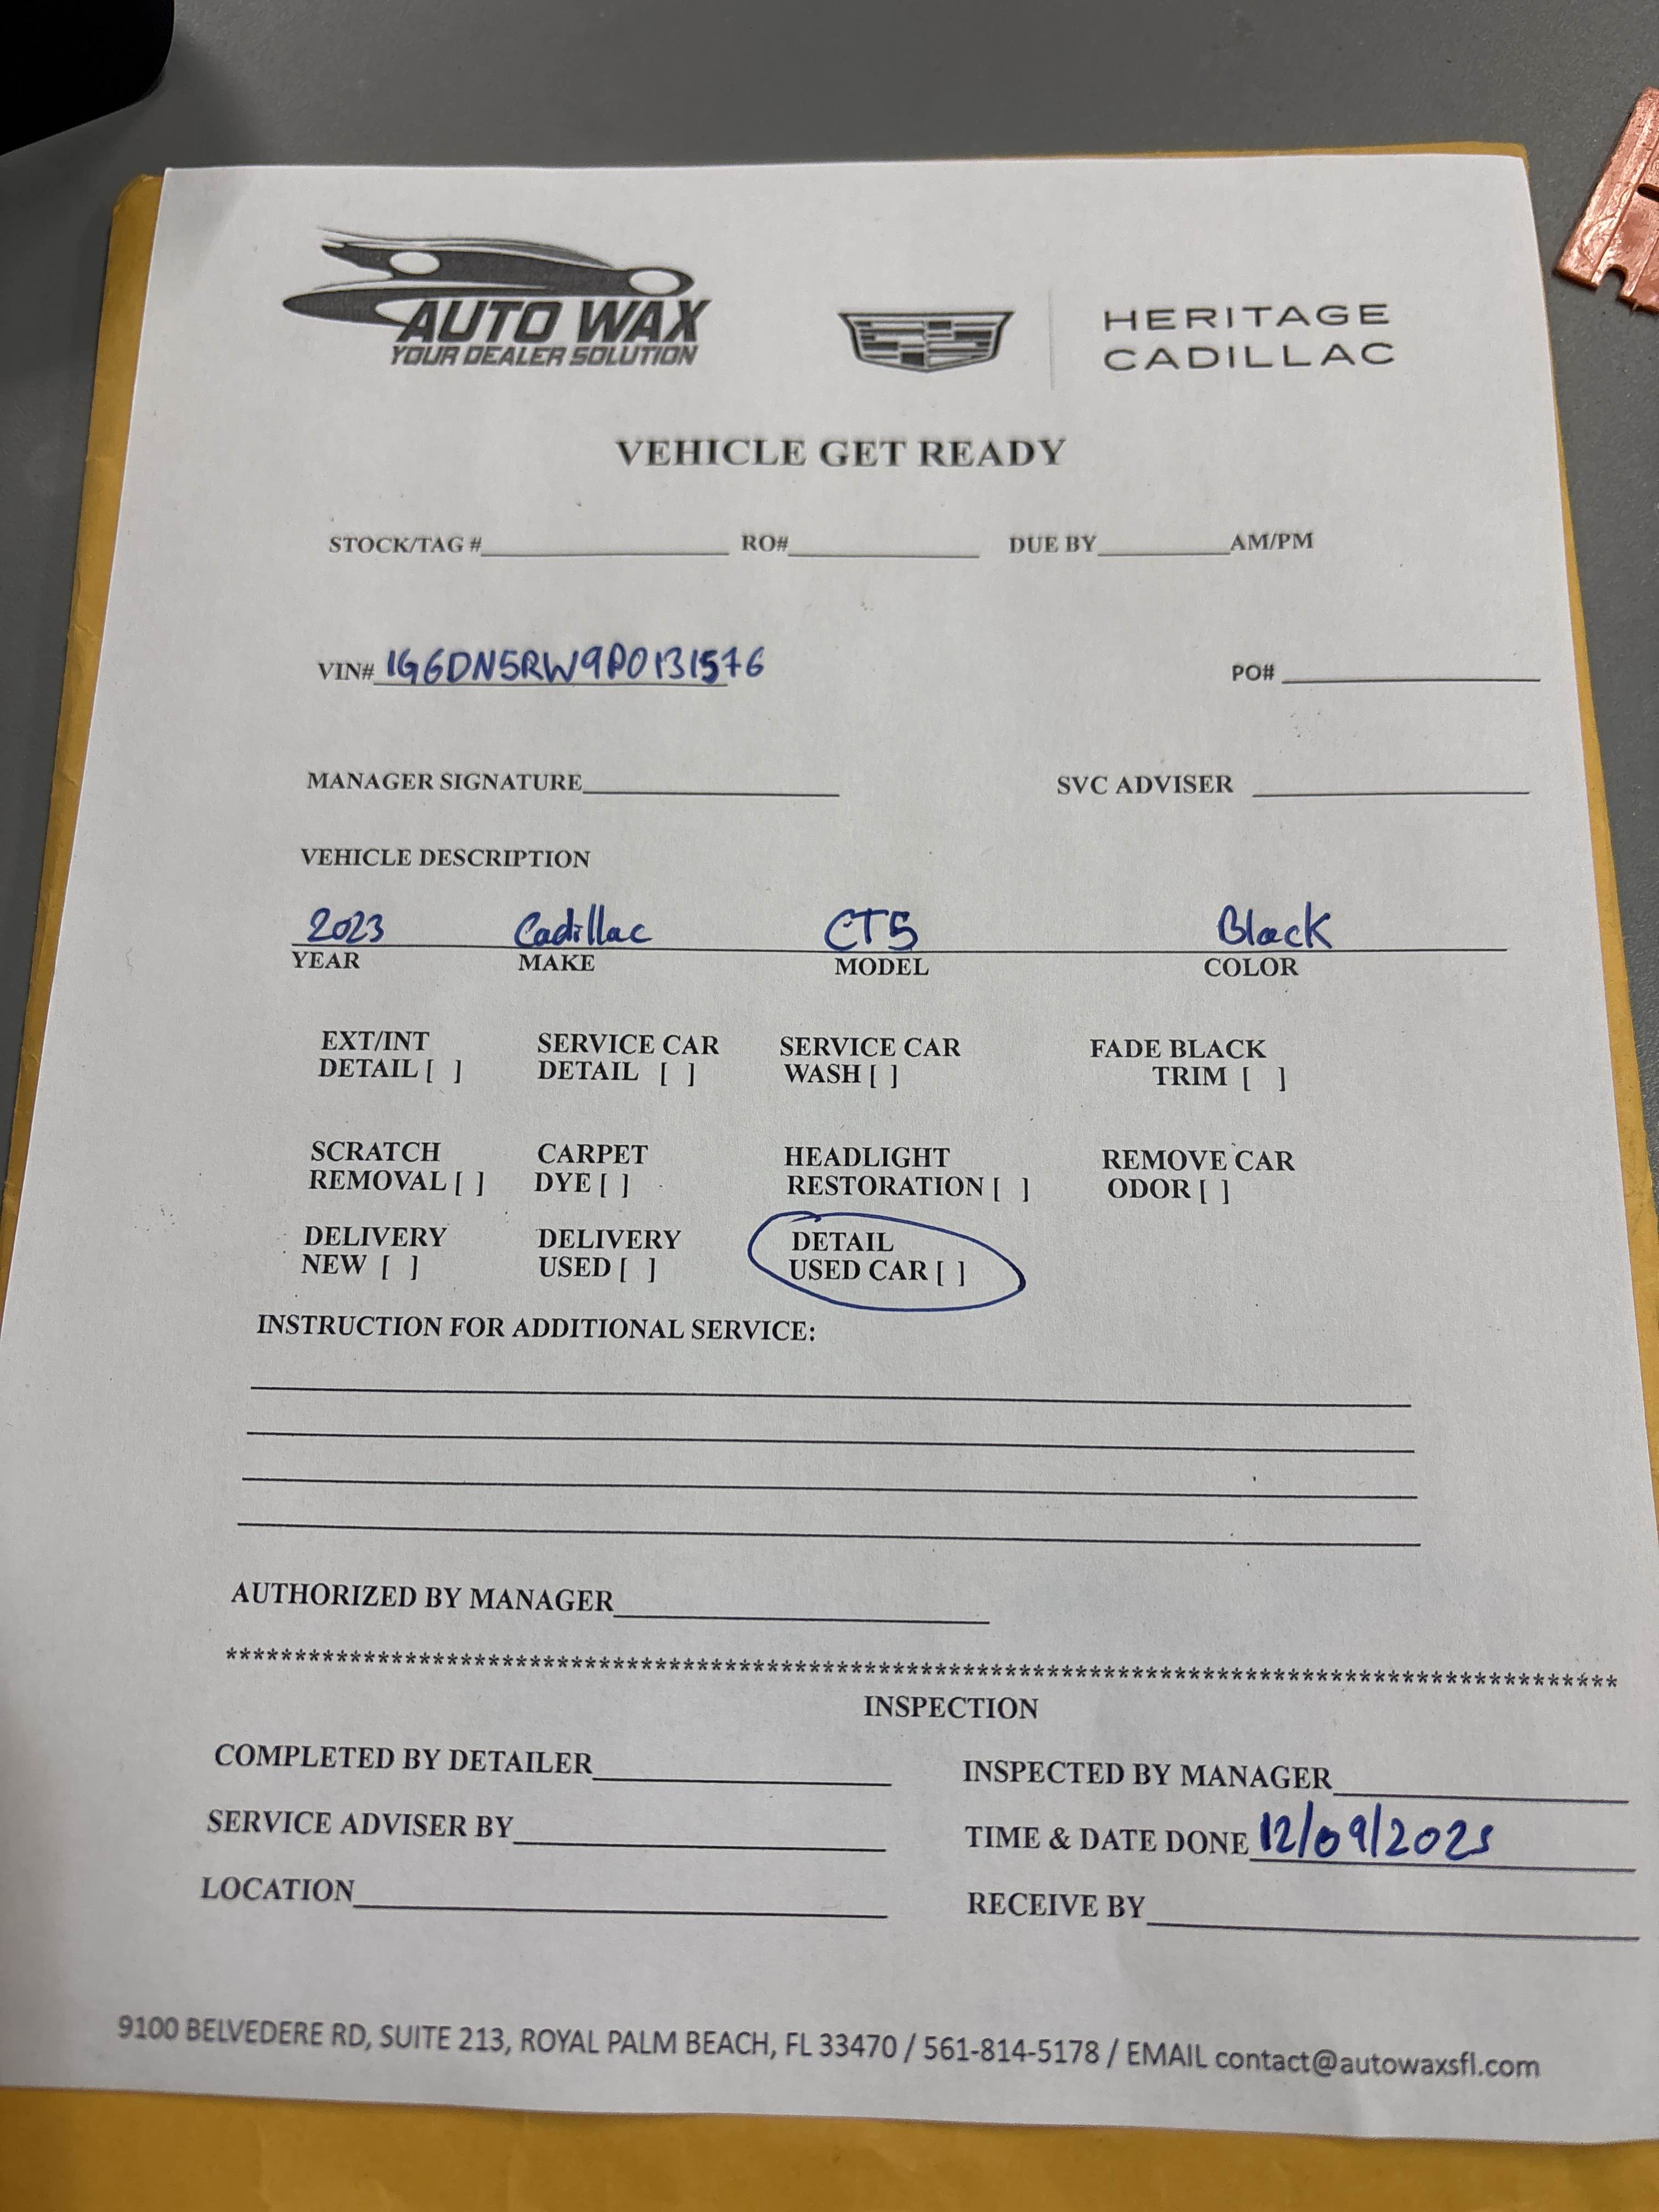 AUTO WAX
YOUR DEALER SOLUTION
HERITAGE
CADILLAC
VEHICLE GET READY
STOCK/TAG # RO# DUE BY AM/PM
VIN# 1G6DN5RW9P0131576 PO#
MANAGER SIGNATURE SVC ADVISER
VEHICLE DESCRIPTION
2023 Cadillac CT5 Black
YEAR MAKE MODEL COLOR
EXT/INT SERVICE CAR SERVICE CAR FADE BLACK
DETAIL [ ] DETAIL [ ] WASH [ ] TRIM [ ]
SCRATCH CARPET HEADLIGHT REMOVE CAR
REMOVAL [ ] DYE [ ] RESTORATION [ ] ODOR [ ]
DELIVERY DELIVERY DETAIL
NEW [ ] USED [ ] USED CAR [ ]
INSTRUCTION FOR ADDITIONAL SERVICE:
AUTHORIZED BY MANAGER
INSPECTION
COMPLETED BY DETAILER INSPECTED BY MANAGER
SERVICE ADVISER BY TIME & DATE DONE 12/09/2025
LOCATION RECEIVE BY
9100 BELVEDERE RD, SUITE 213, ROYAL PALM BEACH, FL 33470 / 561-814-5178 / EMAIL contact@autowaxsfl.com